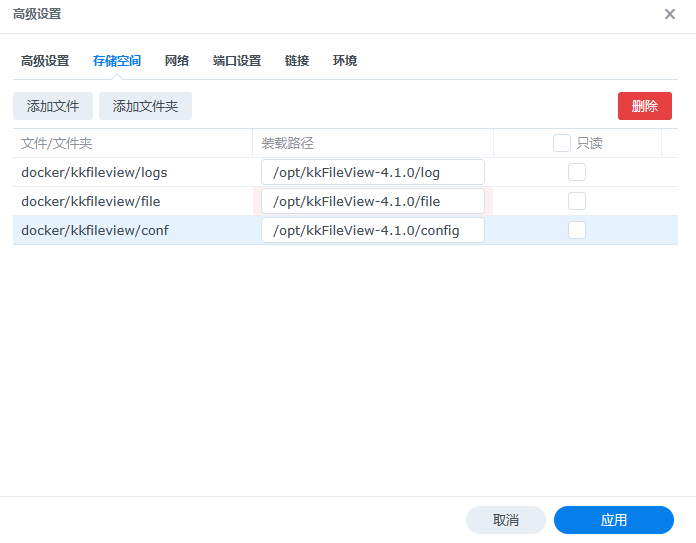 高级设置
高级设置 存储空间 网络 端口设置 链接 环境
添加文件 添加文件夹 删除
文件/文件夹 装载路径 只读
docker/kkfileview/logs /opt/kkFileView-4.1.0/log
docker/kkfileview/file /opt/kkFileView-4.1.0/file
docker/kkfileview/conf /opt/kkFileView-4.1.0/config
取消 应用